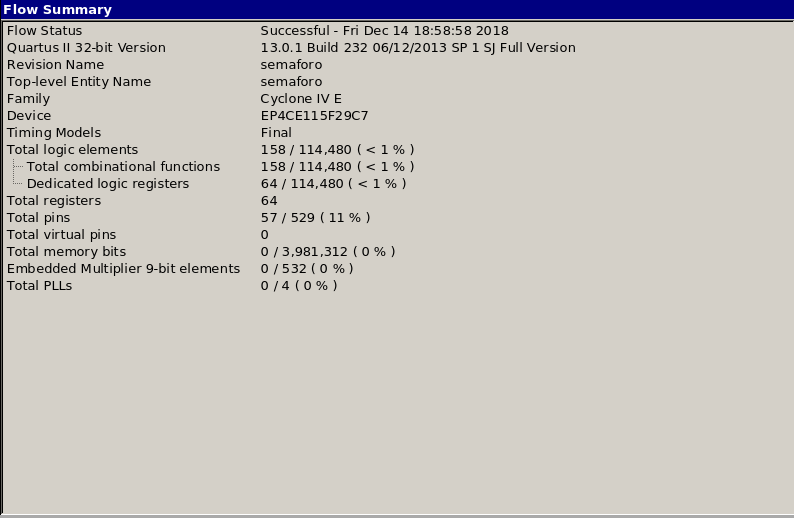 Flow Summary
Flow Status Successful - Fri Dec 14 18:58:58 2018
Quartus II 32-bit Version 13.0.1 Build 232 06/12/2013 SP 1 SJ Full Version
Revision Name semaforo
Top-level Entity Name semaforo
Family Cyclone IV E
Device EP4CE115F29C7
Timing Models Final
Total logic elements 158 / 114,480 ( < 1 % )
Total combinational functions 158 / 114,480 ( < 1 % )
Dedicated logic registers 64 / 114,480 ( < 1 % )
Total registers 64
Total pins 57 / 529 ( 11 % )
Total virtual pins 0
Total memory bits 0 / 3,981,312 ( 0 % )
Embedded Multiplier 9-bit elements 0 / 532 ( 0 % )
Total PLLs 0 / 4 ( 0 % )